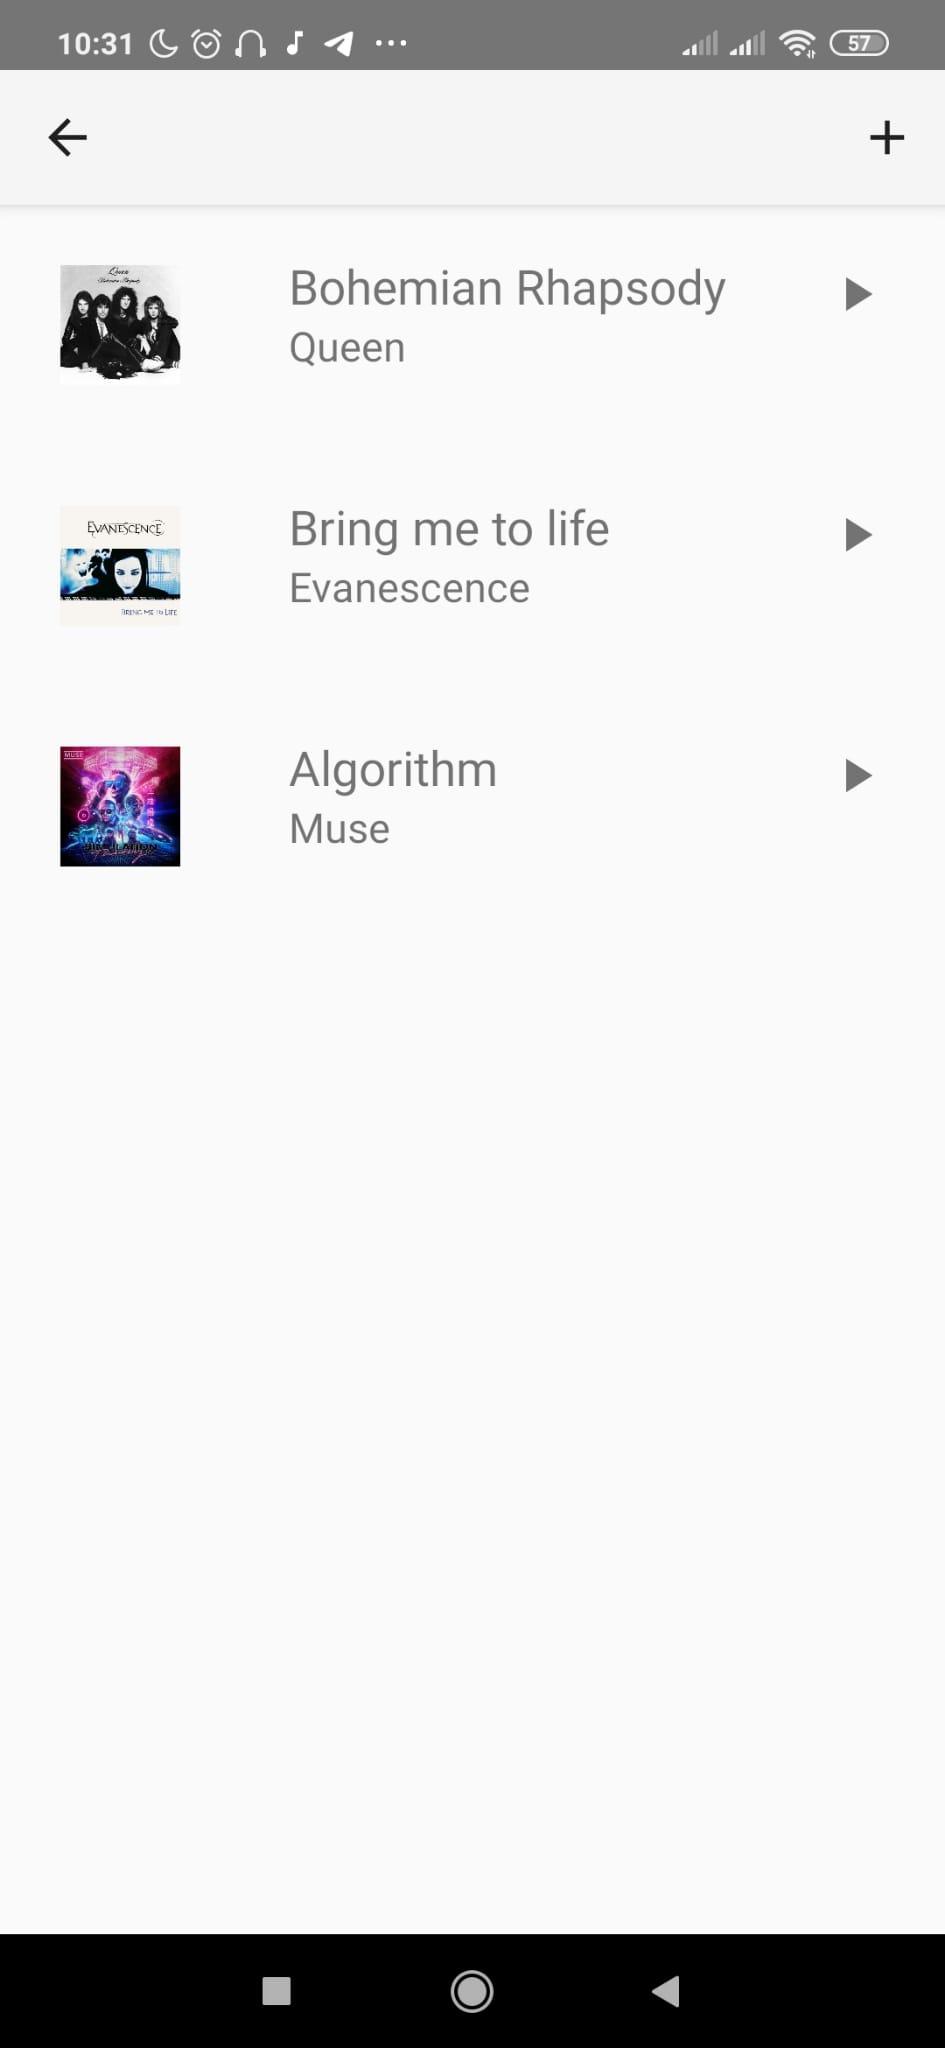 10:31
57
Queen
Bohemian Rhapsody
Bohemian Rhapsody
Queen
EVANESCENCE
BRING ME TO LIFE
Bring me to life
Evanescence
MUSE
SIMULATION
Algorithm
Muse